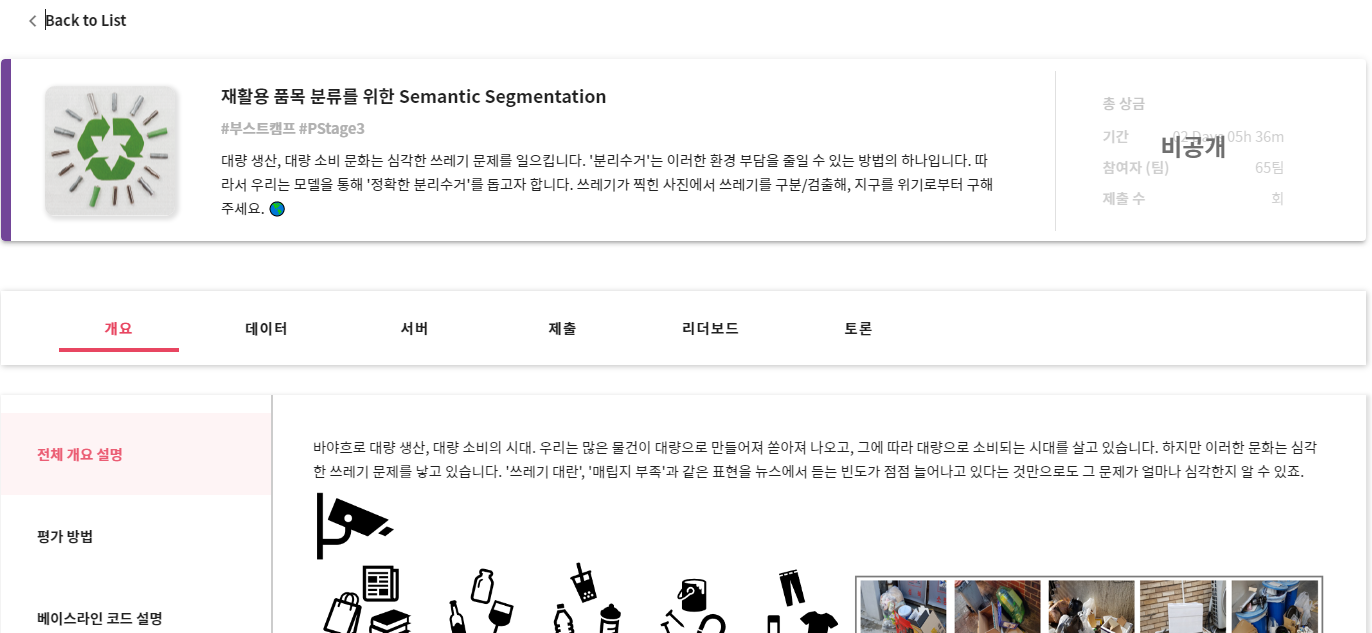 Back to List
재활용 품목 분류를 위한 Semantic Segmentation
#부스트캠프 #PStage3
대량 생산, 대량 소비 문화는 심각한 쓰레기 문제를 일으킵니다. '분리수거'는 이러한 환경 부담을 줄일 수 있는 방법의 하나입니다. 따
라서 우리는 모델을 통해 '정확한 분리수거'를 돕고자 합니다. 쓰레기가 찍힌 사진에서 쓰레기를 구분/검출해, 지구를 위기로부터 구해
주세요.
총 상금
기간 02 Days 05h 36m
비공개
참여자 (팀) 65팀
제출 수 회
개요 데이터 서버 제출 리더보드 토론
전체 개요 설명
평가 방법
베이스라인 코드 설명
바야흐로 대량 생산, 대량 소비의 시대. 우리는 많은 물건이 대량으로 만들어져 쏟아져 나오고, 그에 따라 대량으로 소비되는 시대를 살고 있습니다. 하지만 이러한 문화는 심각
한 쓰레기 문제를 낳고 있습니다. '쓰레기 대란', '매립지 부족'과 같은 표현을 뉴스에서 듣는 빈도가 점점 늘어나고 있다는 것만으로도 그 문제가 얼마나 심각한지 알 수 있죠.